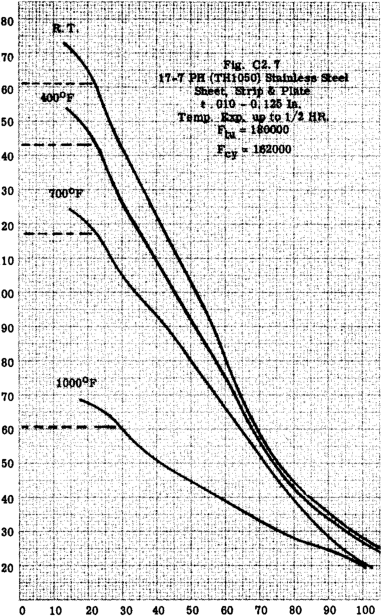 80
R.T.
70
Fig. C2.7
17-7 PH (TH1050) Stainless Steel
Sheet, Strip & Plate
t .010 - 0.125 In.
Temp. Exp. up to 1/2 HR.
Ftu = 180000
Fcy = 162000
60
400°F
50
40
30
700°F
20
10
00
90
80
1000°F
70
60
50
40
30
20
0 10 20 30 40 50 60 70 80 90 100